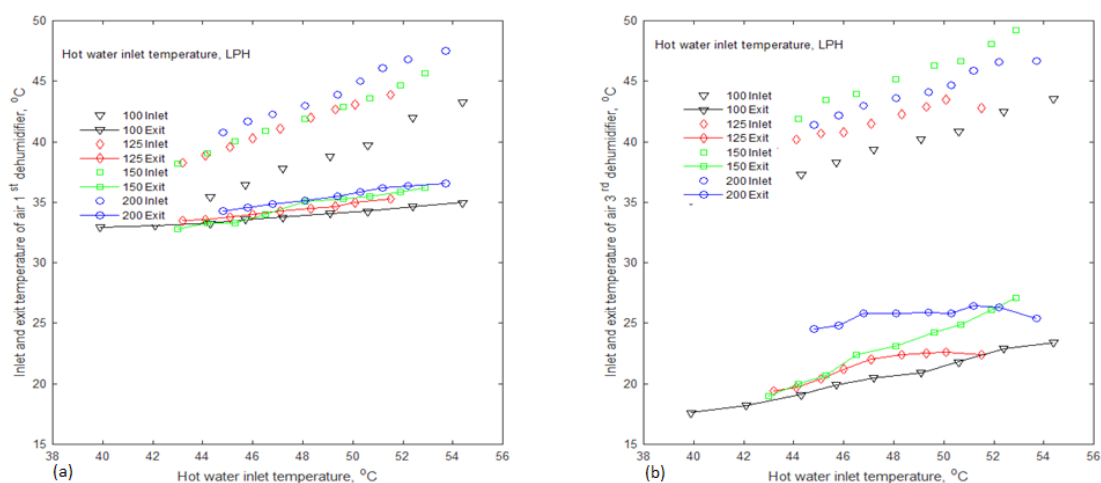 50
45
40
35
30
25
20
15
Inlet and exit temperature of air 1 st dehumidifier, °C
Hot water inlet temperature, LPH
100 Inlet
100 Exit
125 Inlet
125 Exit
150 Inlet
150 Exit
200 Inlet
200 Exit
38 40 42 44 46 48 50 52 54 56
(a)
Hot water inlet temperature, °C
50
45
40
35
30
25
20
15
Inlet and exit temperature of air 3 rd dehumidifier, °C
Hot water inlet temperature, LPH
100 Inlet
100 Exit
125 Inlet
125 Exit
150 Inlet
150 Exit
200 Inlet
200 Exit
38 40 42 44 46 48 50 52 54 56
(b)
Hot water inlet temperature, °C